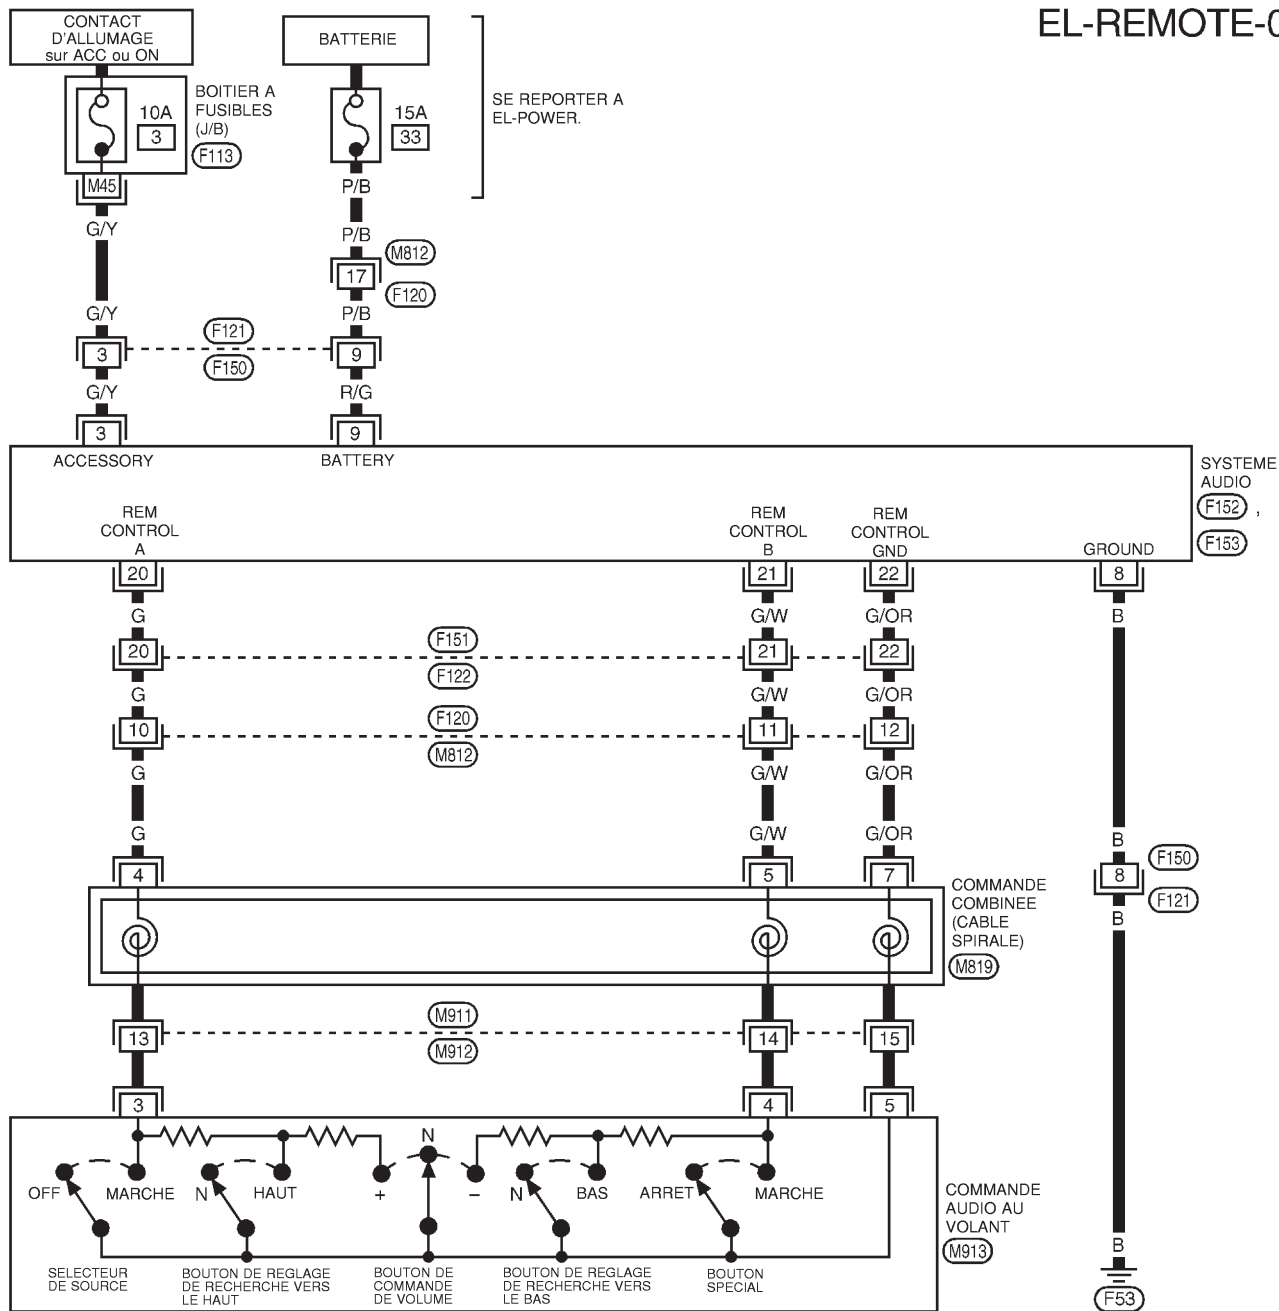 EL-REMOTE-0
CONTACT
D'ALLUMAGE
sur ACC ou ON
BATTERIE
BOITIER A
FUSIBLES
(J/B)
F113
10A
3
15A
33
SE REPORTER A
EL-POWER.
M45
P/B
G/Y
P/B
M812
17
F120
G/Y
P/B
F121
3
9
F150
G/Y
R/G
3
9
ACCESSORY
BATTERY
SYSTEME
AUDIO
F152 ,
F153
REM
CONTROL
A
REM
CONTROL
B
REM
CONTROL
GND
GROUND
20
21
22
8
G
G/W
G/OR
B
F151
20
21
22
F122
G
G/W
G/OR
F120
10
11
12
M812
G
G/W
G/OR
G
G/W
G/OR
B
4
5
7
8
F150
F121
B
COMMANDE
COMBINEE
(CABLE
SPIRALE)
M819
M911
13
14
15
M912
3
4
5
N
OFF
MARCHE
N
HAUT
+
−
N
BAS
ARRET
MARCHE
COMMANDE
AUDIO AU
VOLANT
M913
B
F53
SELECTEUR
DE SOURCE
BOUTON DE REGLAGE
DE RECHERCHE VERS
LE HAUT
BOUTON DE
COMMANDE
DE VOLUME
BOUTON DE REGLAGE
DE RECHERCHE VERS
LE BAS
BOUTON
SPECIAL